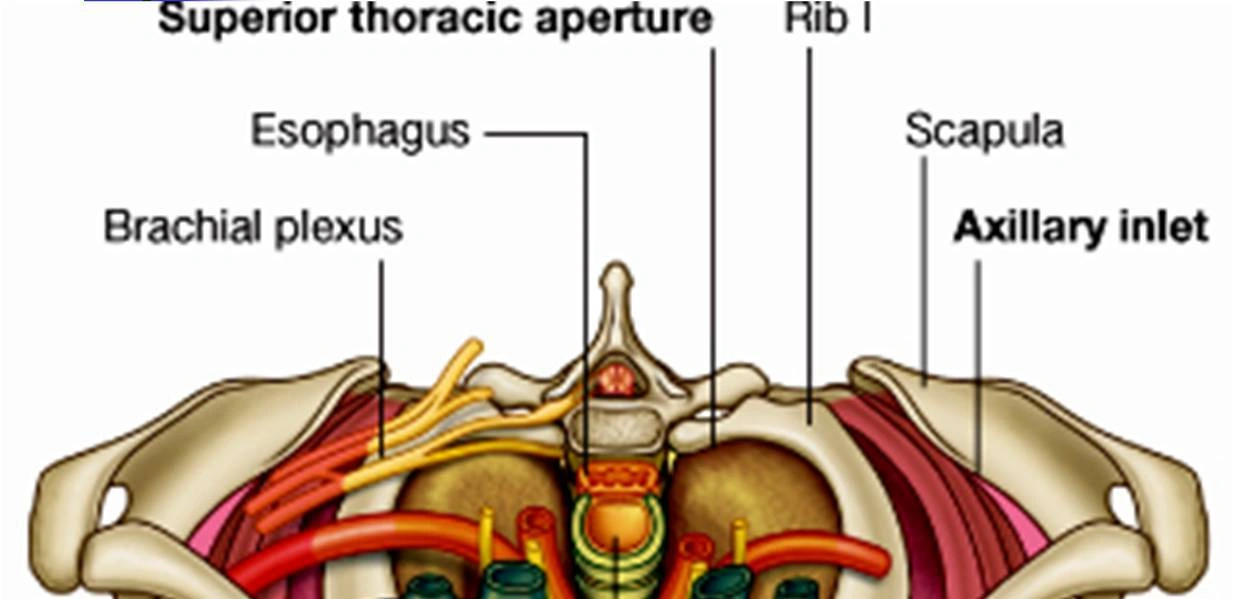 Superior thoracic aperture
Rib I
Esophagus
Scapula
Brachial plexus
Axillary inlet